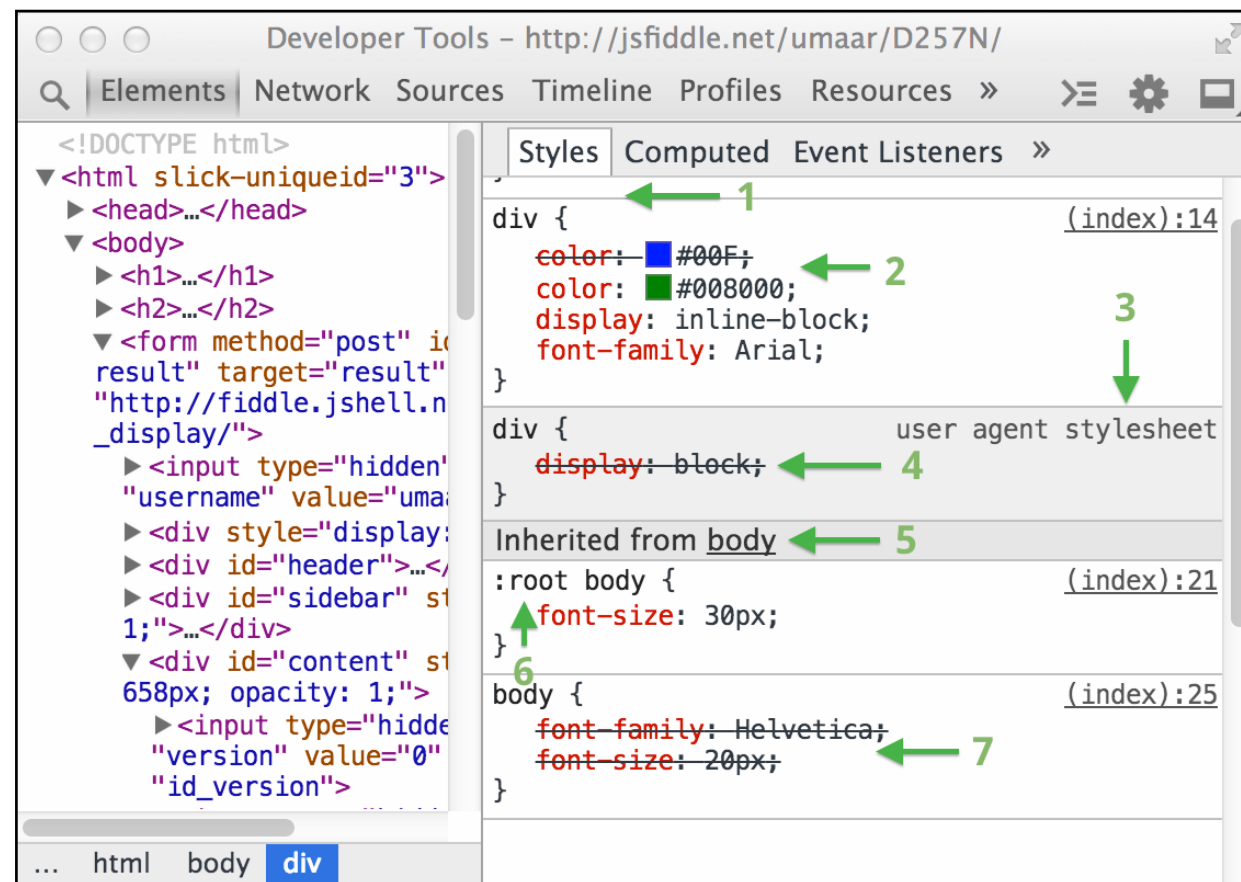 Developer Tools – http://jsfiddle.net/umaar/D257N/
Elements Network Sources Timeline Profiles Resources »
<!DOCTYPE html>
▼<html slick-uniqueid="3">
▶<head>…</head>
▼<body>
▶<h1>…</h1>
▶<h2>…</h2>
▼<form method="post" id
result" target="result"
"http://fiddle.jshell.n
_display/">
▶<input type="hidden"
"username" value="umaa
▶<div style="display:
▶<div id="header">…</
▶<div id="sidebar" st
1;">…</div>
▼<div id="content" st
658px; opacity: 1;">
▶<input type="hidde
"version" value="0"
"id_version">
… html body div
Styles Computed Event Listeners »
}
1
div { (index):14
color: #00F;
2
color: #008000;
display: inline-block;
font-family: Arial;
}
3
div { user agent stylesheet
display: block;
4
}
Inherited from body
5
:root body { (index):21
font-size: 30px;
}
6
body { (index):25
font-family: Helvetica;
font-size: 20px;
7
}